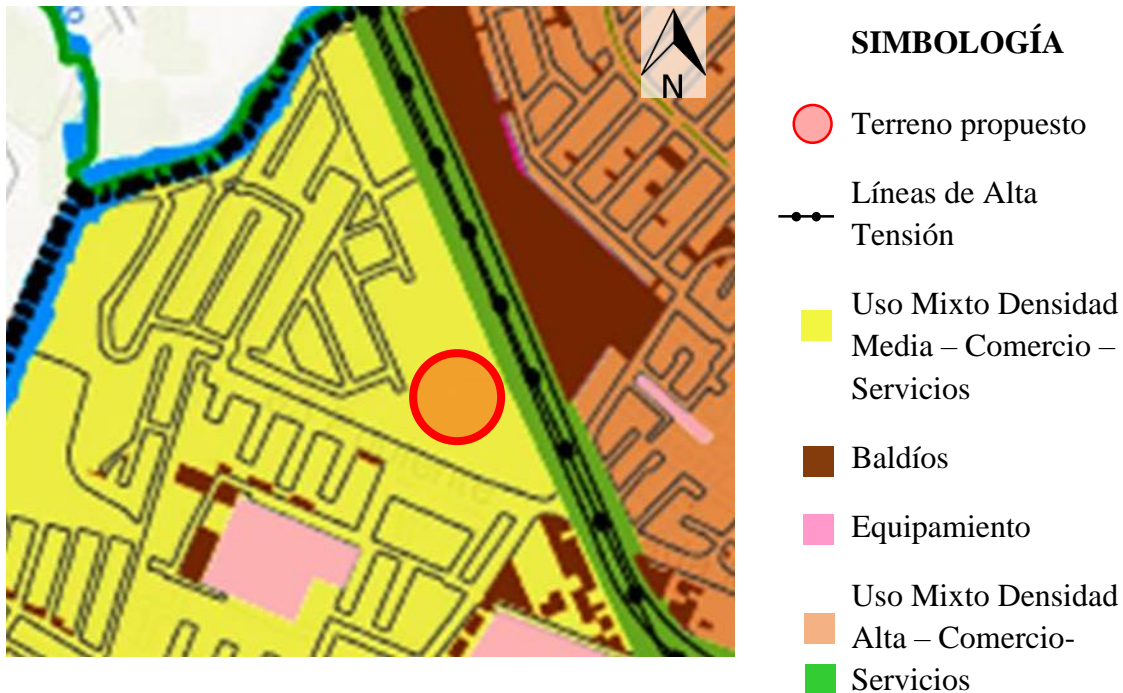 N
SIMBOLOGÍA
Terreno propuesto
Líneas de Alta
Tensión
Uso Mixto Densidad
Media – Comercio –
Servicios
Baldíos
Equipamiento
Uso Mixto Densidad
Alta – Comercio-
Servicios